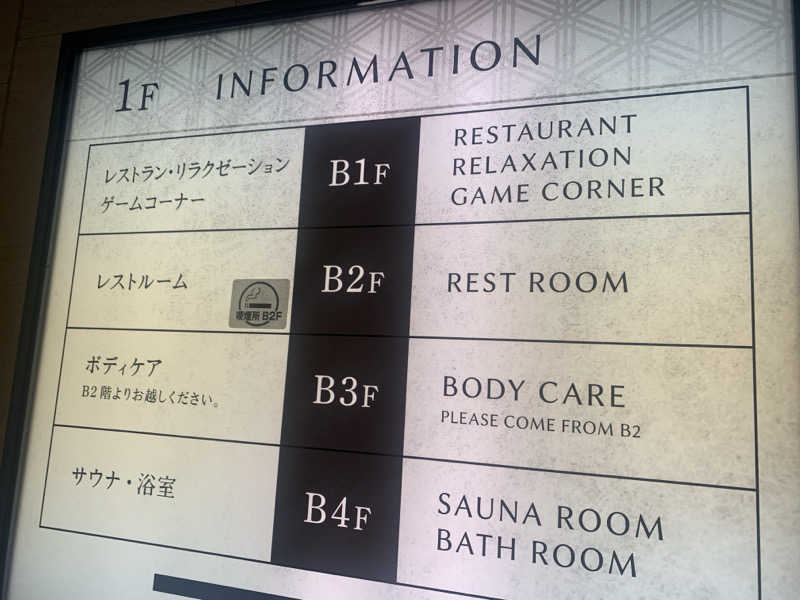 1F INFORMATION
レストラン・リラクゼーション
ゲームコーナー
B1F
RESTAURANT
RELAXATION
GAME CORNER
レストルーム
喫煙所 B2F
B2F
REST ROOM
ボディケア
B2階よりお越しください。
B3F
BODY CARE
PLEASE COME FROM B2
サウナ・浴室
B4F
SAUNA ROOM
BATH ROOM